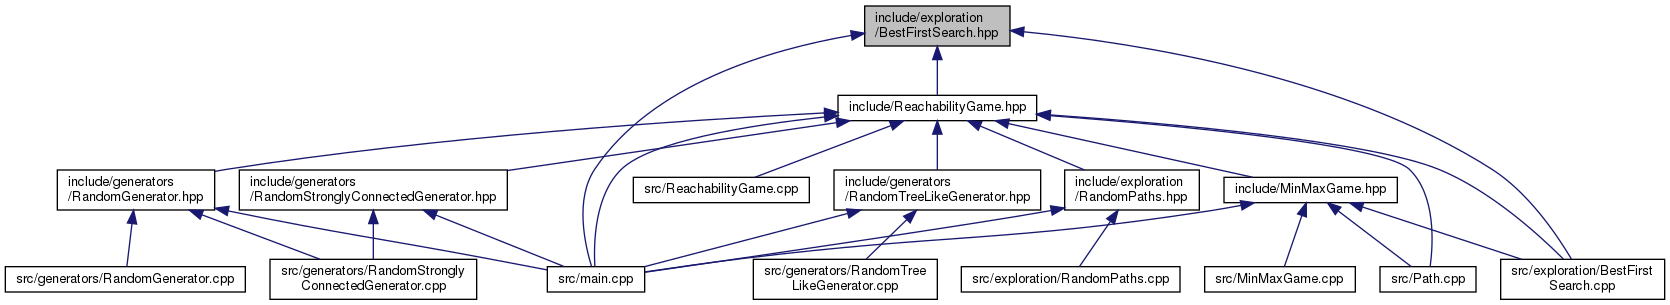 include/exploration
/BestFirstSearch.hpp
include/ReachabilityGame.hpp
include/generators
/RandomGenerator.hpp
include/generators
/RandomStronglyConnectedGenerator.hpp
src/ReachabilityGame.cpp
include/generators
/RandomTreeLikeGenerator.hpp
include/exploration
/RandomPaths.hpp
include/MinMaxGame.hpp
src/generators/RandomGenerator.cpp
src/generators/RandomStrongly
ConnectedGenerator.cpp
src/main.cpp
src/generators/RandomTree
LikeGenerator.cpp
src/exploration/RandomPaths.cpp
src/MinMaxGame.cpp
src/Path.cpp
src/exploration/BestFirst
Search.cpp